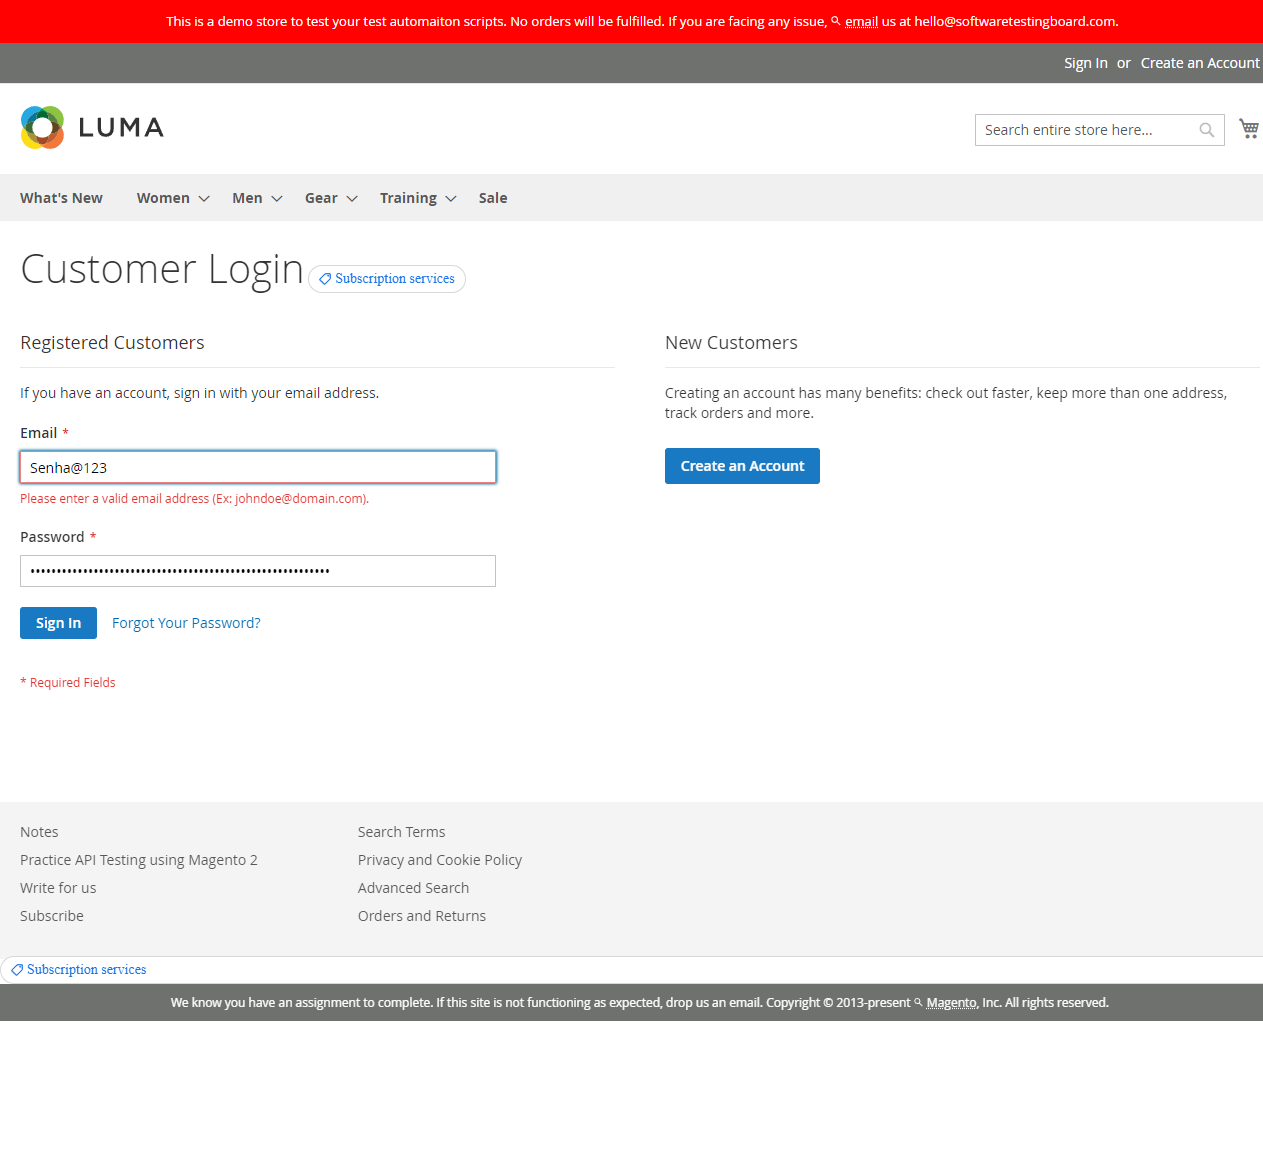 This is a demo store to test your test automaiton scripts. No orders will be fulfilled. If you are facing any issue, email us at hello@softwaretestingboard.com.
Sign In or Create an Account
LUMA
Search entire store here...
What's New Women Men Gear Training Sale
Customer Login Subscription services
Registered Customers
If you have an account, sign in with your email address.
Email *
Senha@123
Please enter a valid email address (Ex: johndoe@domain.com).
Password *
Sign In Forgot Your Password?
* Required Fields
New Customers
Creating an account has many benefits: check out faster, keep more than one address,
track orders and more.
Create an Account
Notes
Practice API Testing using Magento 2
Write for us
Subscribe
Search Terms
Privacy and Cookie Policy
Advanced Search
Orders and Returns
Subscription services
We know you have an assignment to complete. If this site is not functioning as expected, drop us an email. Copyright © 2013-present Magento, Inc. All rights reserved.